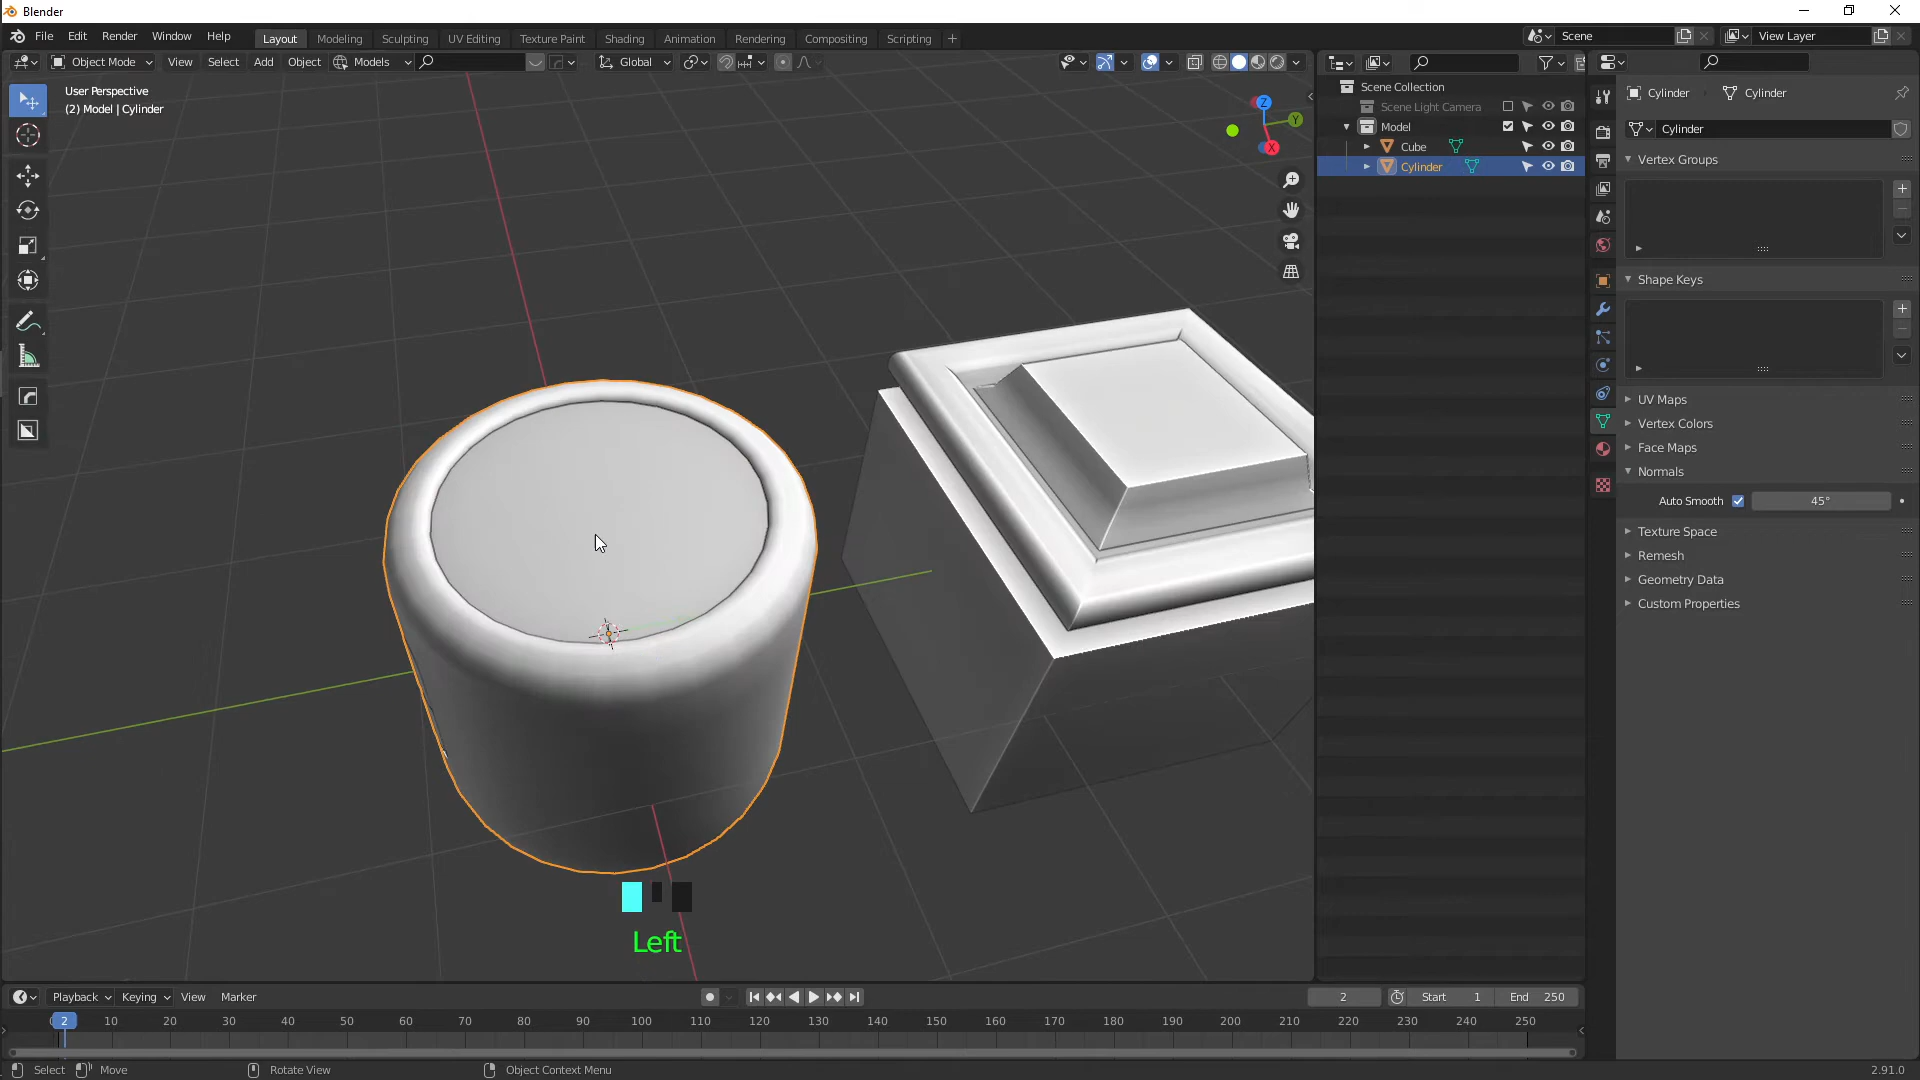 Blender
File Edit Render Window Help
Layout Modeling Sculpting UV Editing Texture Paint Shading Animation Rendering Compositing Scripting +
Scene
View Layer
Object Mode View Select Add Object Models
Global
User Perspective
(2) Model | Cylinder
Z
Y
X
Left
Scene Collection
Scene Light Camera
Model
Cube
Cylinder
Cylinder
Cylinder
Cylinder
Vertex Groups
Shape Keys
UV Maps
Vertex Colors
Face Maps
Normals
Auto Smooth 45°
Texture Space
Remesh
Geometry Data
Custom Properties
Playback Keying View Marker
2 Start 1 End 250
2 10 20 30 40 50 60 70 80 90 100 110 120 130 140 150 160 170 180 190 200 210 220 230 240 250
Select Move Rotate View Object Context Menu 2.91.0